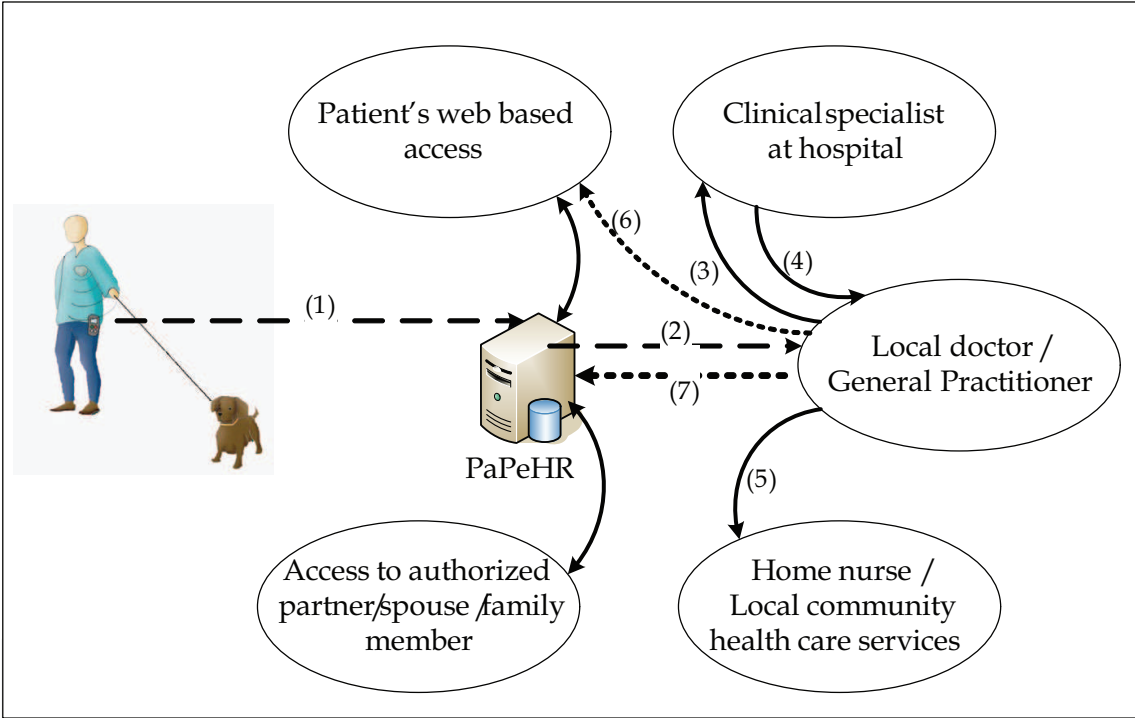 Patient's web based
access
Clinical specialist
at hospital
(6)
(3)
(4)
(1)
(2)
Local doctor /
General Practitioner
(7)
PaPeHR
(5)
Access to authorized
partner/spouse /family
member
Home nurse /
Local community
health care services